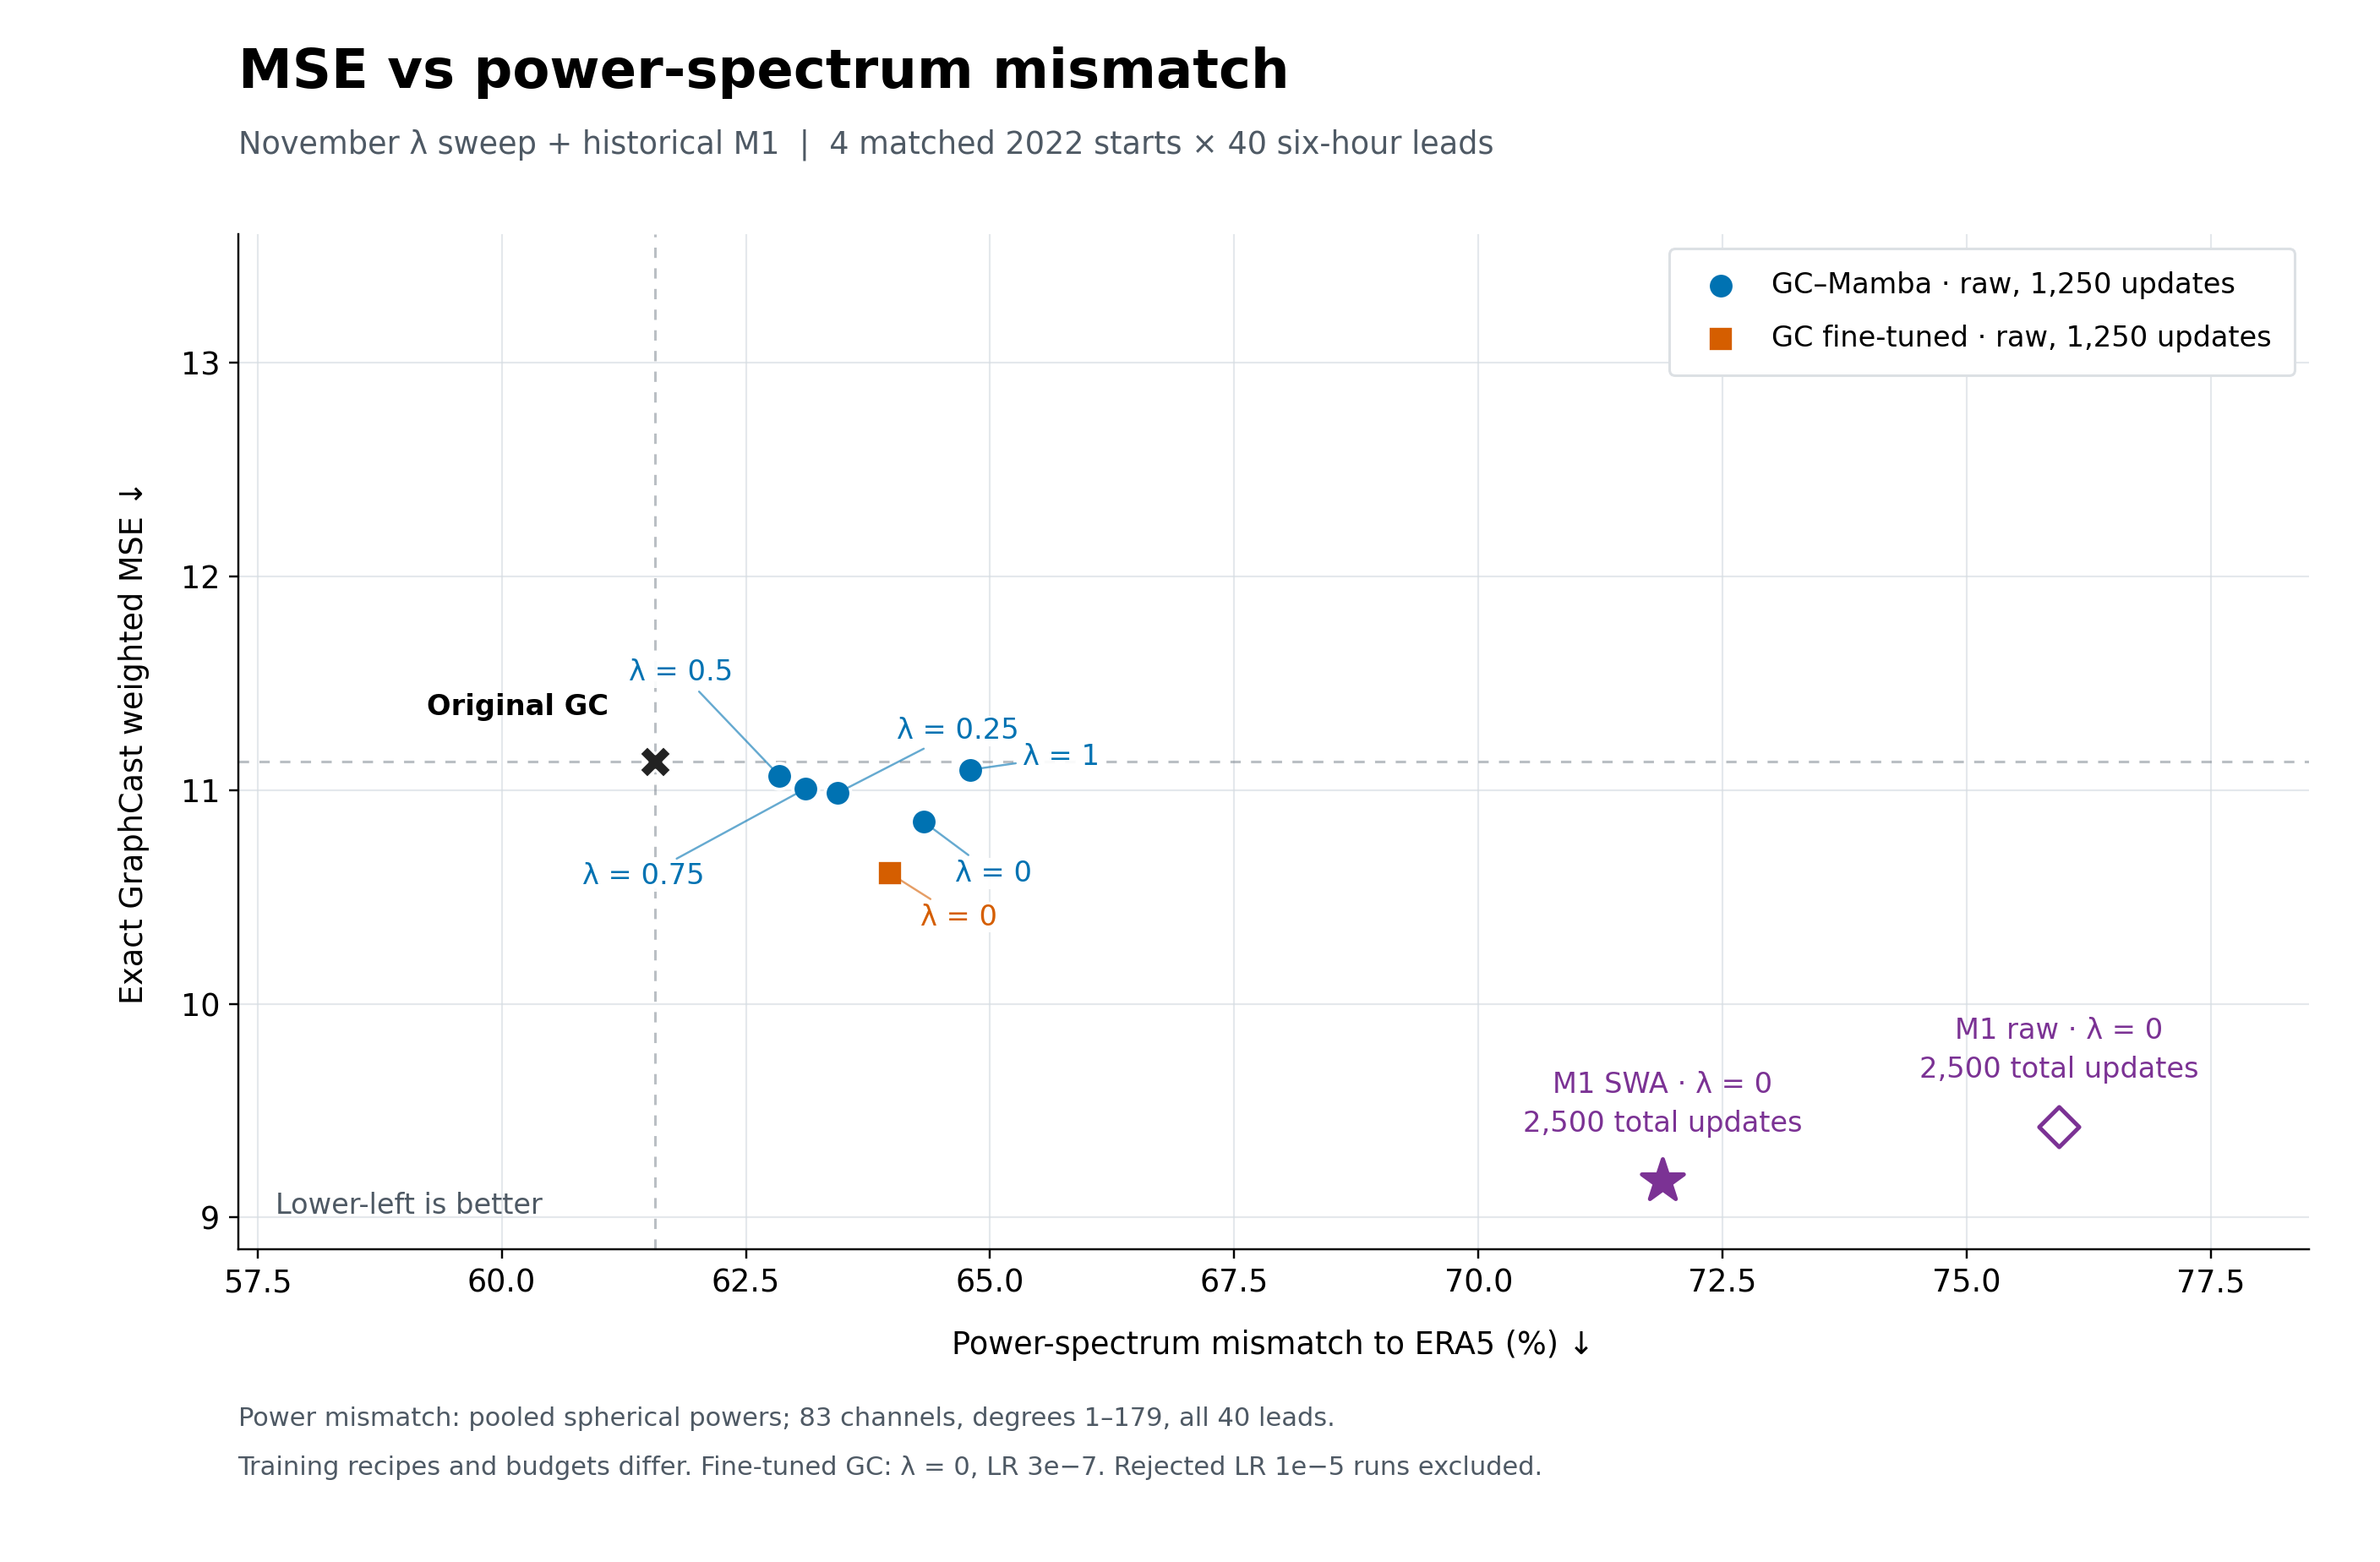 MSE vs power-spectrum mismatch
November λ sweep + historical M1 | 4 matched 2022 starts × 40 six-hour leads
GC–Mamba · raw, 1,250 updates
GC fine-tuned · raw, 1,250 updates
Exact GraphCast weighted MSE ↓
13
12
11
10
9
λ = 0.5
Original GC
λ = 0.25
λ = 1
λ = 0.75
λ = 0
λ = 0
M1 raw · λ = 0
2,500 total updates
M1 SWA · λ = 0
2,500 total updates
Lower-left is better
57.5 60.0 62.5 65.0 67.5 70.0 72.5 75.0 77.5
Power-spectrum mismatch to ERA5 (%) ↓
Power mismatch: pooled spherical powers; 83 channels, degrees 1–179, all 40 leads.
Training recipes and budgets differ. Fine-tuned GC: λ = 0, LR 3e−7. Rejected LR 1e−5 runs excluded.